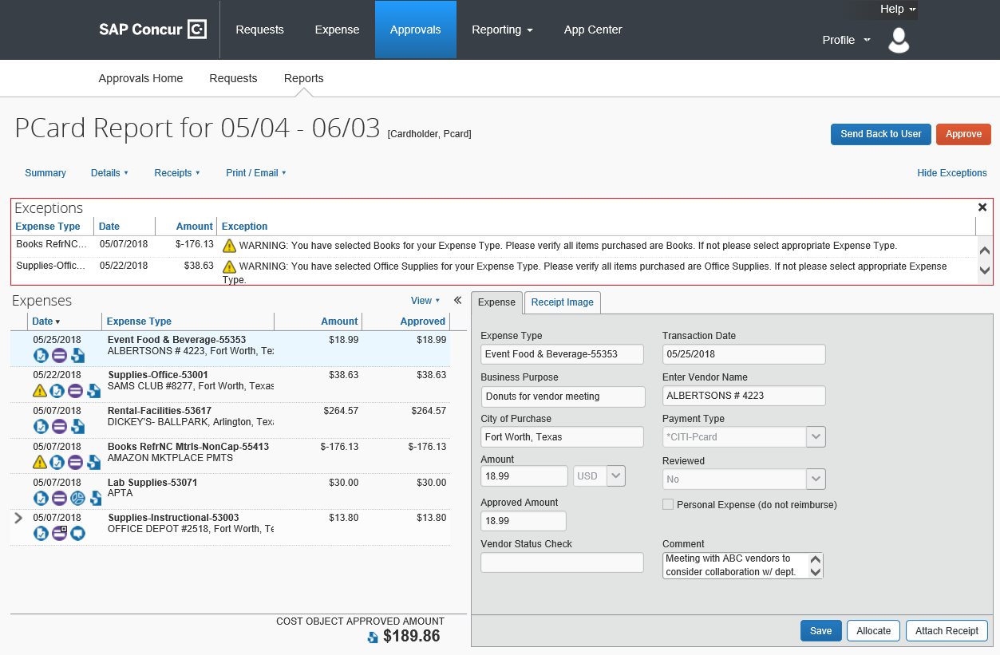 Help
SAP Concur
Requests
Expense
Approvals
Reporting
App Center
Profile
Approvals Home
Requests
Reports
PCard Report for 05/04 - 06/03 [Cardholder, Pcard]
Send Back to User
Approve
Summary
Details
Receipts
Print / Email
Hide Exceptions
Exceptions
Expense Type Date Amount Exception
Books RefrNC... 05/07/2018 $-176.13 WARNING: You have selected Books for your Expense Type. Please verify all items purchased are Books. If not please select appropriate Expense Type.
Supplies-Offic... 05/22/2018 $38.63 WARNING: You have selected Office Supplies for your Expense Type. Please verify all items purchased are Office Supplies. If not please select appropriate Expense
Type.
Expenses
View
Date Expense Type Amount Approved
05/25/2018 Event Food & Beverage-55353 $18.99 $18.99
ALBERTSONS # 4223, Fort Worth, Te
05/22/2018 Supplies-Office-53001 $38.63 $38.63
SAMS CLUB #8277, Fort Worth, Texas
05/07/2018 Rental-Facilities-53617 $264.57 $264.57
DICKEY'S- BALLPARK, Arlington, Tex
05/07/2018 Books RefrNC Mtrls-NonCap-55413 $-176.13 $-176.13
AMAZON MKTPLACE PMTS
05/07/2018 Lab Supplies-53071 $30.00 $30.00
APTA
05/07/2018 Supplies-Instructional-53003 $13.80 $13.80
OFFICE DEPOT #2518, Fort Worth, Te
COST OBJECT APPROVED AMOUNT
$189.86
Expense
Receipt Image
Expense Type
Event Food & Beverage-55353
Transaction Date
05/25/2018
Business Purpose
Donuts for vendor meeting
Enter Vendor Name
ALBERTSONS # 4223
City of Purchase
Fort Worth, Texas
Payment Type
*CITI-Pcard
Amount
18.99 USD
Reviewed
No
Approved Amount
18.99
Personal Expense (do not reimburse)
Vendor Status Check
Comment
Meeting with ABC vendors to
consider collaboration w/ dept.
Save
Allocate
Attach Receipt